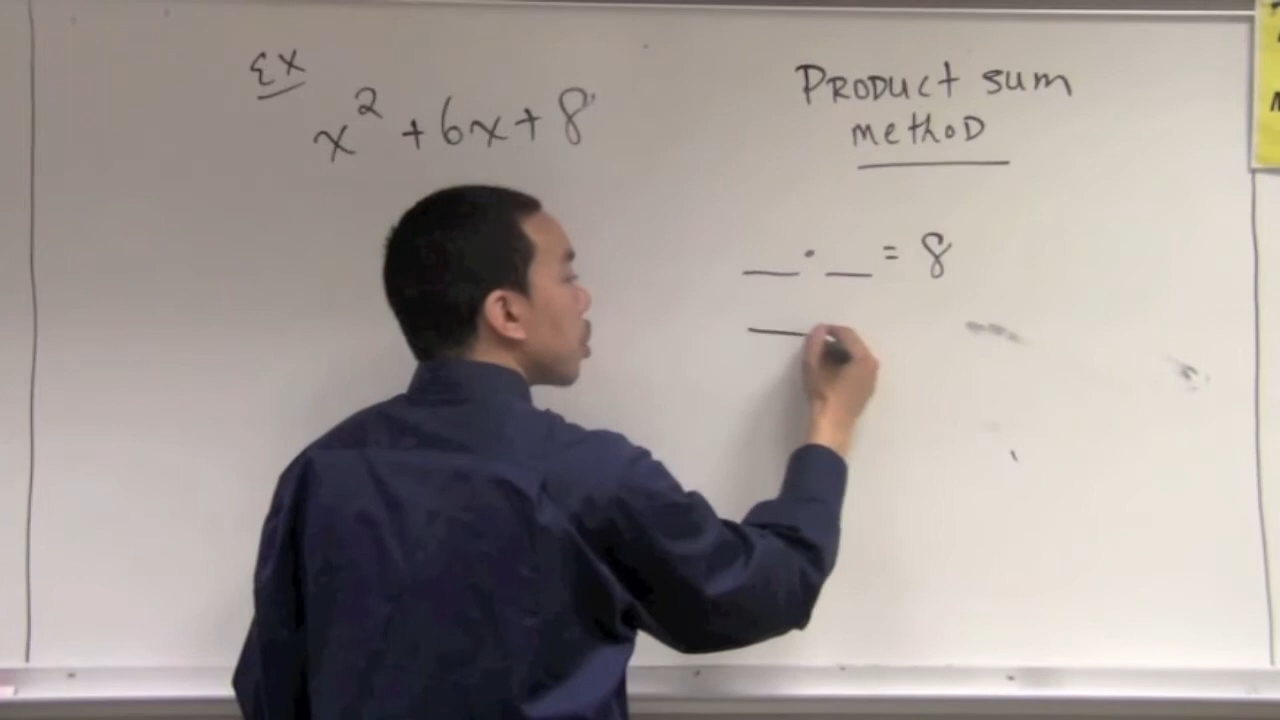 Ex
x² + 6x + 8
Product sum
method
__ · __ = 8